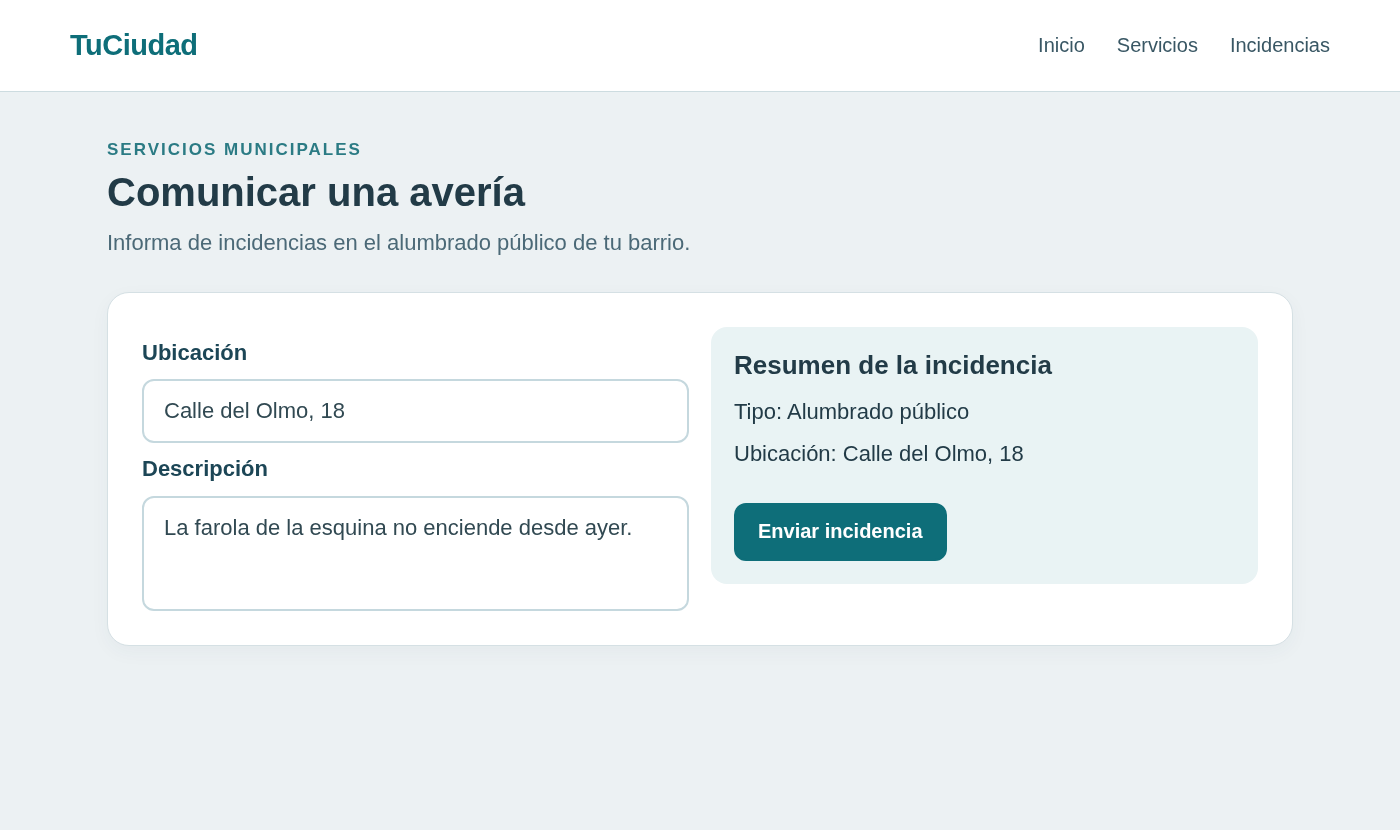 TuCiudad
Inicio Servicios Incidencias
SERVICIOS MUNICIPALES
Comunicar una avería
Informa de incidencias en el alumbrado público de tu barrio.
Ubicación
Calle del Olmo, 18
Descripción
La farola de la esquina no enciende desde ayer.
Resumen de la incidencia
Tipo: Alumbrado público
Ubicación: Calle del Olmo, 18
Enviar incidencia